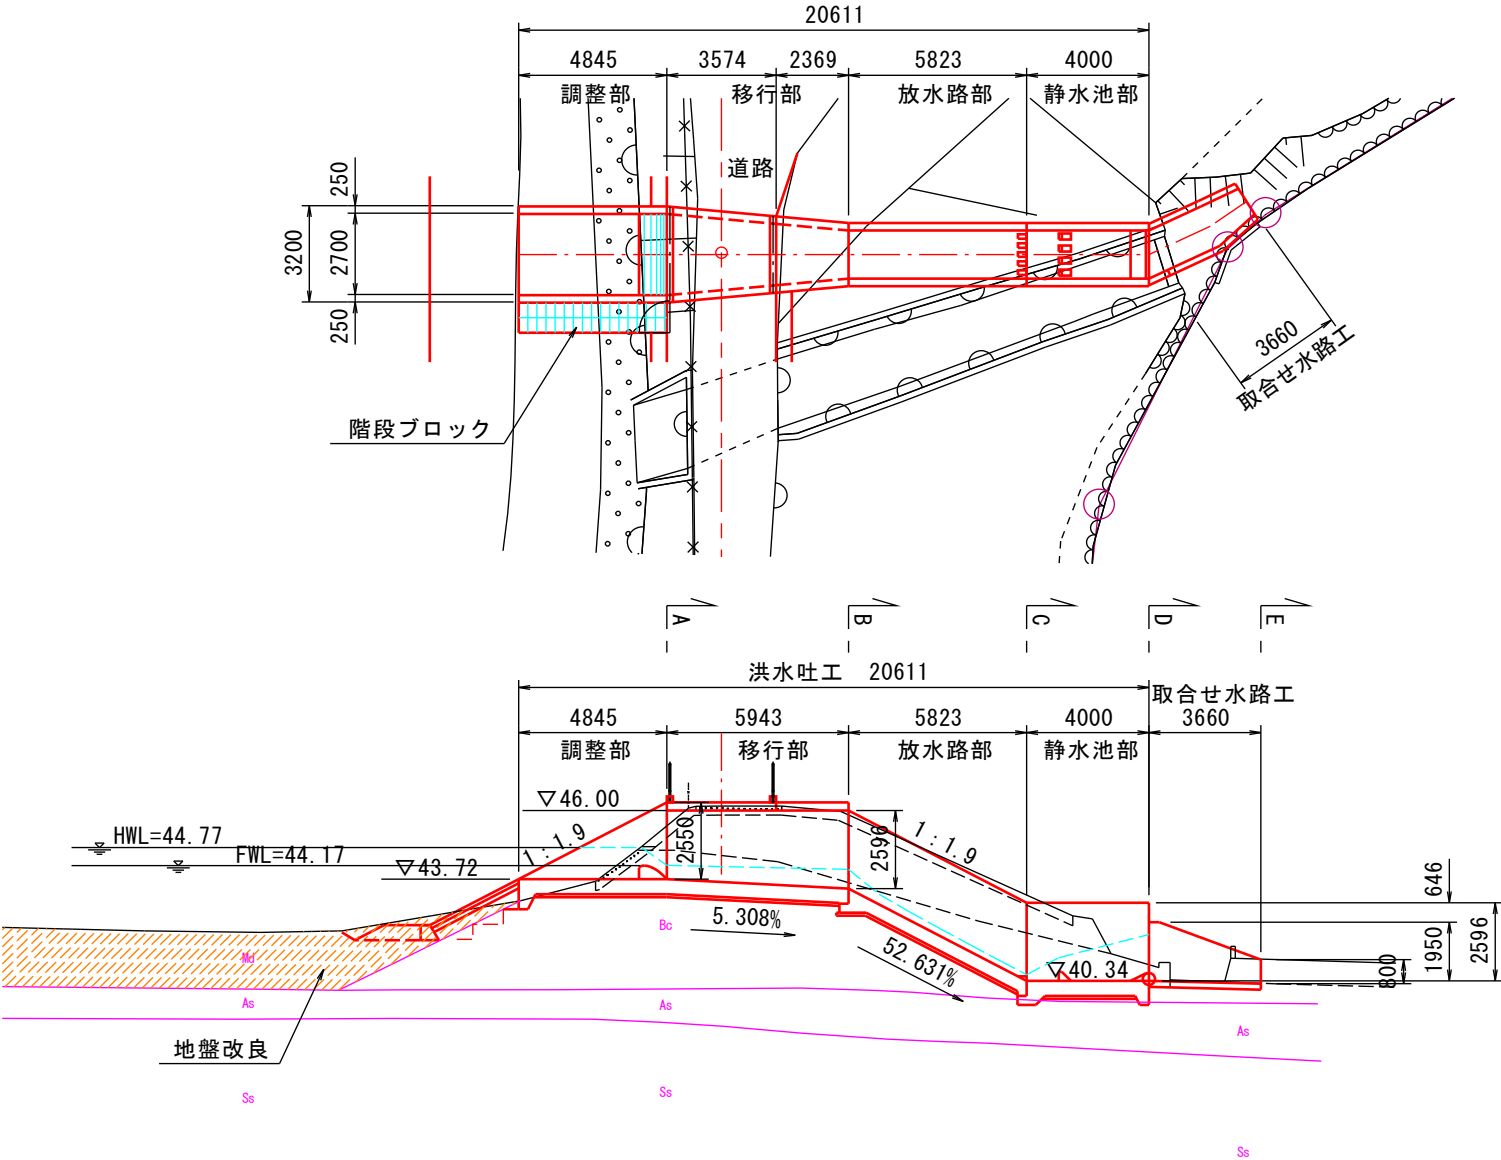 20611
4845
3574
2369
5823
4000
調整部
移行部
放水路部
静水池部
道路
250
3200
2700
250
3660
取合せ水路工
階段ブロック
A
B
C
D
E
洪水吐工 20611
取合せ水路工
4845
5943
5823
4000
3660
調整部
移行部
放水路部
静水池部
▽46.00
HWL=44.77
FWL=44.17
▽43.72
1:1.9
2550
2596
1:1.9
646
1950
2596
800
5.308%
52.631%
▽40.34
Bc
Md
As
As
As
地盤改良
Ss
Ss
Ss